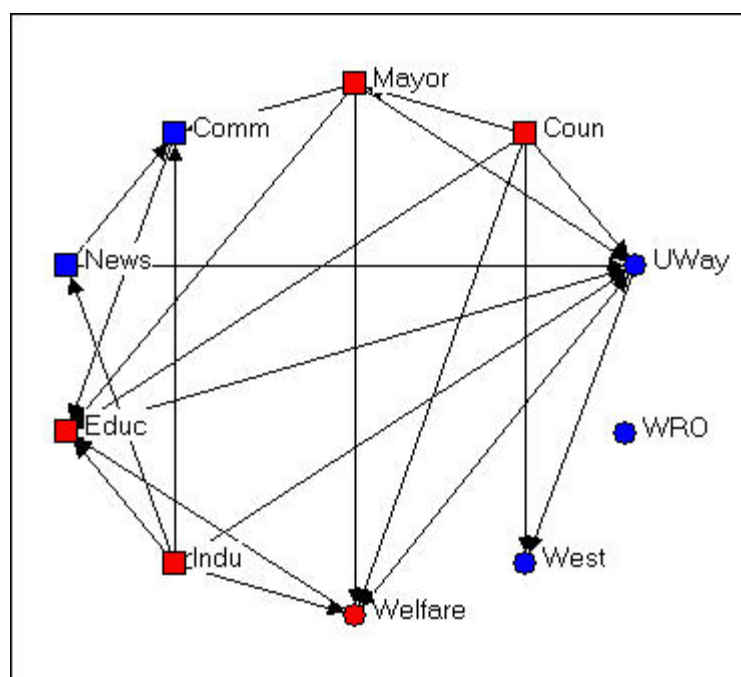 Mayor
Comm
Coun
News
UWay
Educ
WRO
Indu
West
Welfare